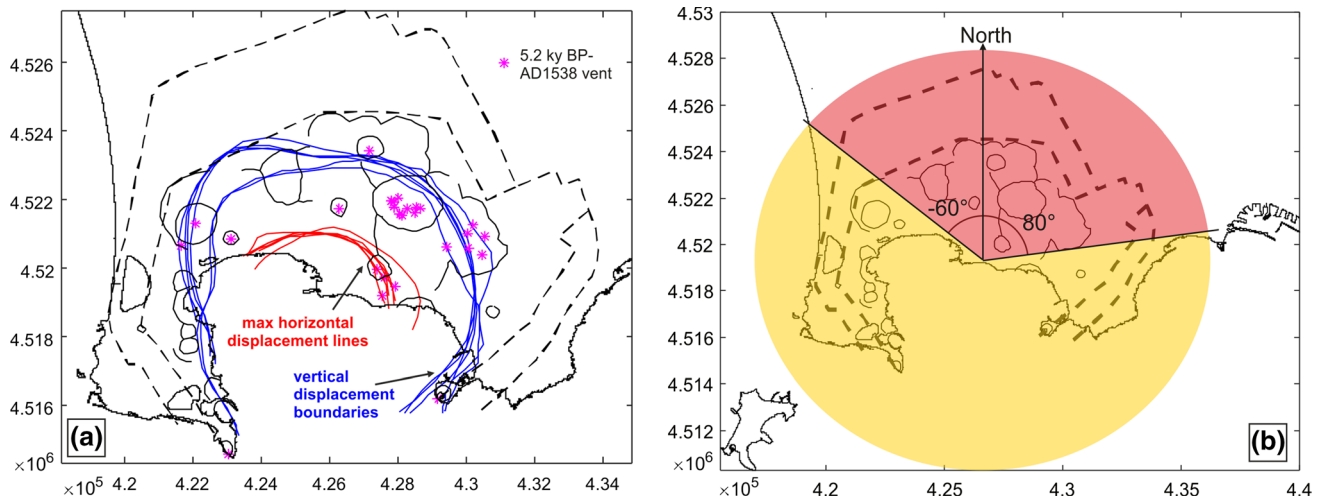 5.2 ky BP-
AD1538 vent
4.526
4.524
4.522
4.52
4.518
4.516
×10⁶
max horizontal
displacement lines
vertical
displacement
boundaries
(a)
×10⁵
4.2 4.22 4.24 4.26 4.28 4.3 4.32 4.34
4.53
4.528
4.526
4.524
4.522
4.52
4.518
4.516
4.514
4.512
×10⁶
North
-60°
80°
(b)
×10⁵
4.2 4.25 4.3 4.35 4.4